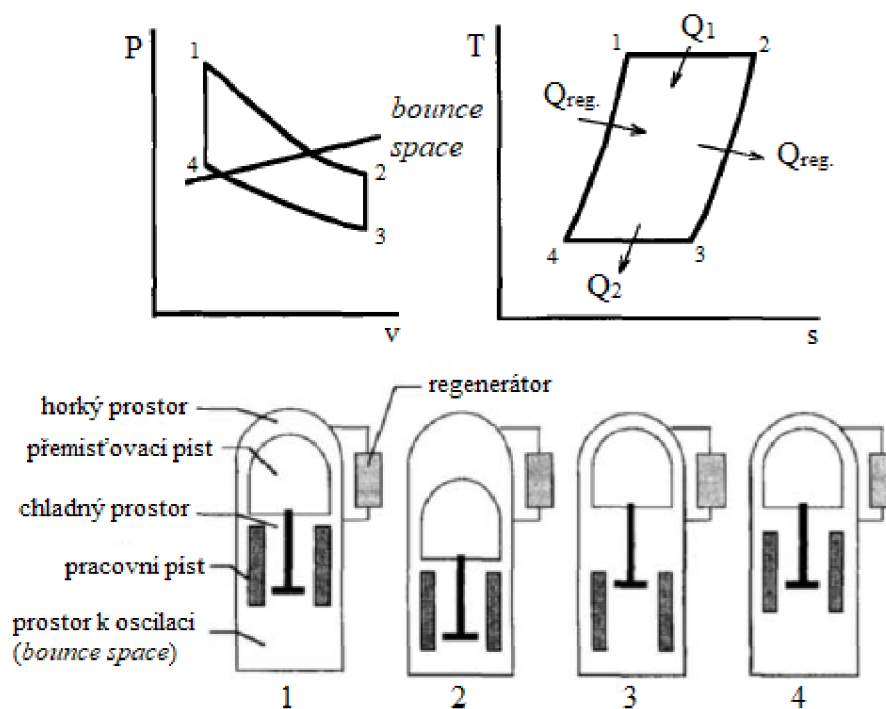 P
1
bounce
space
4
2
3
v
T
1
Q1
2
Qreg.
Qreg.
4
3
Q2
s
regenerátor
horký prostor
přemisťovací píst
chladný prostor
pracovní píst
prostor k oscilaci
(bounce space)
1
2
3
4